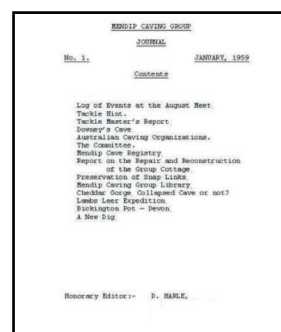 MENDIP CAVING GROUP
JOURNAL
No. 1. JANUARY, 1959
Contents
Log of Events at the August Meet
Tackle Hint.
Tackle Master's Report
Downey's Cave
Australian Caving Organizations.
The Committee.
Mendip Cave Registry
Report on the Repair and Reconstruction
of the Group Cottage
Preservation of Snap Links
Mendip Caving Group Library
Cheddar Gorge Collapsed Cave or not?
Lambs Leer Expedition
Bickington Pot — Devon
A New Dig
Honorary Editor:- D. HARLE,